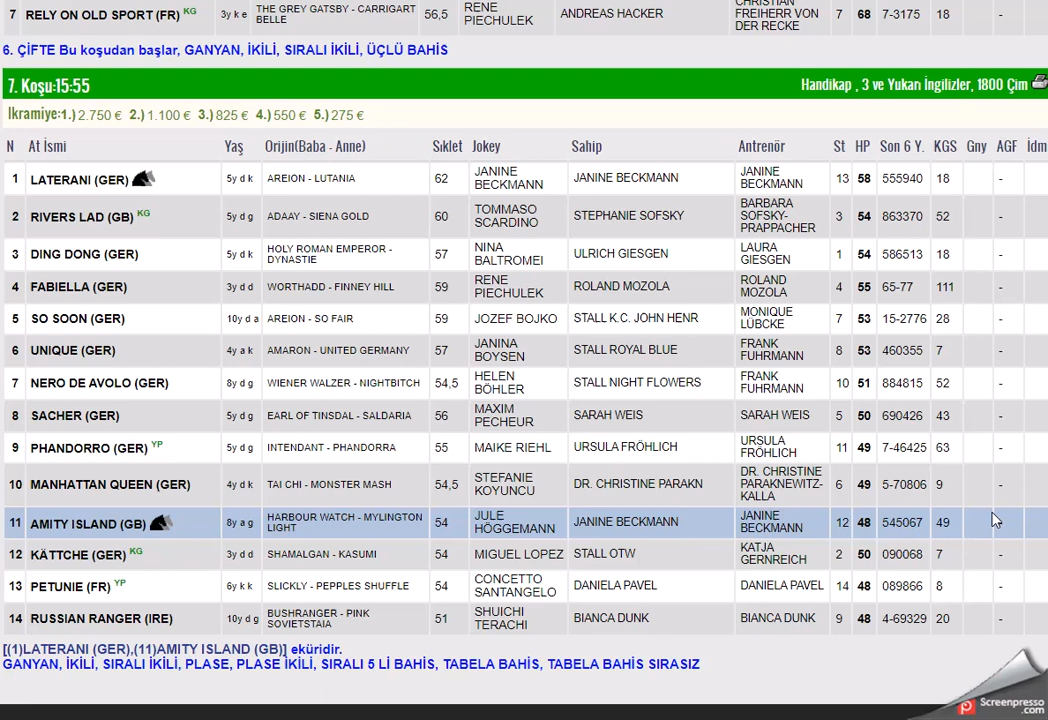 7 RELY ON OLD SPORT (FR) KG 3y k e THE GREY GATSBY - CARRIGART BELLE 56,5 RENE PIECHULEK ANDREAS HACKER CHRISTIAN FREIHERR VON DER RECKE 7 68 7-3175 18 -
6. ÇİFTE Bu koşudan başlar, GANYAN, İKİLİ, SIRALI İKİLİ, ÜÇLÜ BAHİS
7. Koşu:15:55 Handikap , 3 ve Yukarı İngilizler, 1800 Çim
İkramiye:1.) 2.750 € 2.) 1.100 € 3.) 825 € 4.) 550 € 5.) 275 €
N At İsmi Yaş Orijin(Baba - Anne) Sıklet Jokey Sahip Antrenör St HP Son 6 Y. KGS Gny AGF İdm
1 LATERANI (GER) 5y d k AREION - LUTANIA 62 JANINE BECKMANN JANINE BECKMANN JANINE BECKMANN 13 58 555940 18 -
2 RIVERS LAD (GB) KG 5y d g ADAAY - SIENA GOLD 60 TOMMASO SCARDINO STEPHANIE SOFSKY BARBARA SOFSKY-PRAPPACHER 3 54 863370 52 -
3 DING DONG (GER) 5y d k HOLY ROMAN EMPEROR - DYNASTIE 57 NINA BALTROMEI ULRICH GIESGEN LAURA GIESGEN 1 54 586513 18 -
4 FABIELLA (GER) 3y d d WORTHADD - FINNEY HILL 59 RENE PIECHULEK ROLAND MOZOLA ROLAND MOZOLA 4 55 65-77 111 -
5 SO SOON (GER) 10y d a AREION - SO FAIR 59 JOZEF BOJKO STALL K.C. JOHN HENR MONIQUE LÜBCKE 7 53 15-2776 28 -
6 UNIQUE (GER) 4y a k AMARON - UNITED GERMANY 57 JANINA BOYSEN STALL ROYAL BLUE FRANK FUHRMANN 8 53 460355 7 -
7 NERO DE AVOLO (GER) 8y d g WIENER WALZER - NIGHTBITCH 54,5 HELEN BÖHLER STALL NIGHT FLOWERS FRANK FUHRMANN 10 51 884815 52 -
8 SACHER (GER) 5y d g EARL OF TINSDAL - SALDARIA 56 MAXIM PECHEUR SARAH WEIS SARAH WEIS 5 50 690426 43 -
9 PHANDORRO (GER) YP 5y d g INTENDANT - PHANDORRA 55 MAIKE RIEHL URSULA FRÖHLICH URSULA FRÖHLICH 11 49 7-46425 63 -
10 MANHATTAN QUEEN (GER) 4y d k TAI CHI - MONSTER MASH 54,5 STEFANIE KOYUNCU DR. CHRISTINE PARAKN DR. CHRISTINE PARAKNEWITZ-KALLA 6 49 5-70806 9 -
11 AMITY ISLAND (GB) 8y a g HARBOUR WATCH - MYLINGTON LIGHT 54 JULE HÖGGEMANN JANINE BECKMANN JANINE BECKMANN 12 48 545067 49 -
12 KÄTTCHE (GER) KG 3y d d SHAMALGAN - KASUMI 54 MIGUEL LOPEZ STALL OTW KATJA GERNREICH 2 50 090068 7 -
13 PETUNIE (FR) YP 6y k k SLICKLY - PEPPLES SHUFFLE 54 CONCETTO SANTANGELO DANIELA PAVEL DANIELA PAVEL 14 48 089866 8 -
14 RUSSIAN RANGER (IRE) 10y d g BUSHRANGER - PINK SOVIETSTAIA 51 SHUICHI TERACHI BIANCA DUNK BIANCA DUNK 9 48 4-69329 20 -
[(1)LATERANI (GER),(11)AMITY ISLAND (GB)] eküridir.
GANYAN, İKİLİ, SIRALI İKİLİ, PLASE, PLASE İKİLİ, SIRALI 5 Lİ BAHİS, TABELA BAHİS, TABELA BAHİS SIRASIZ
Screenpresso.com